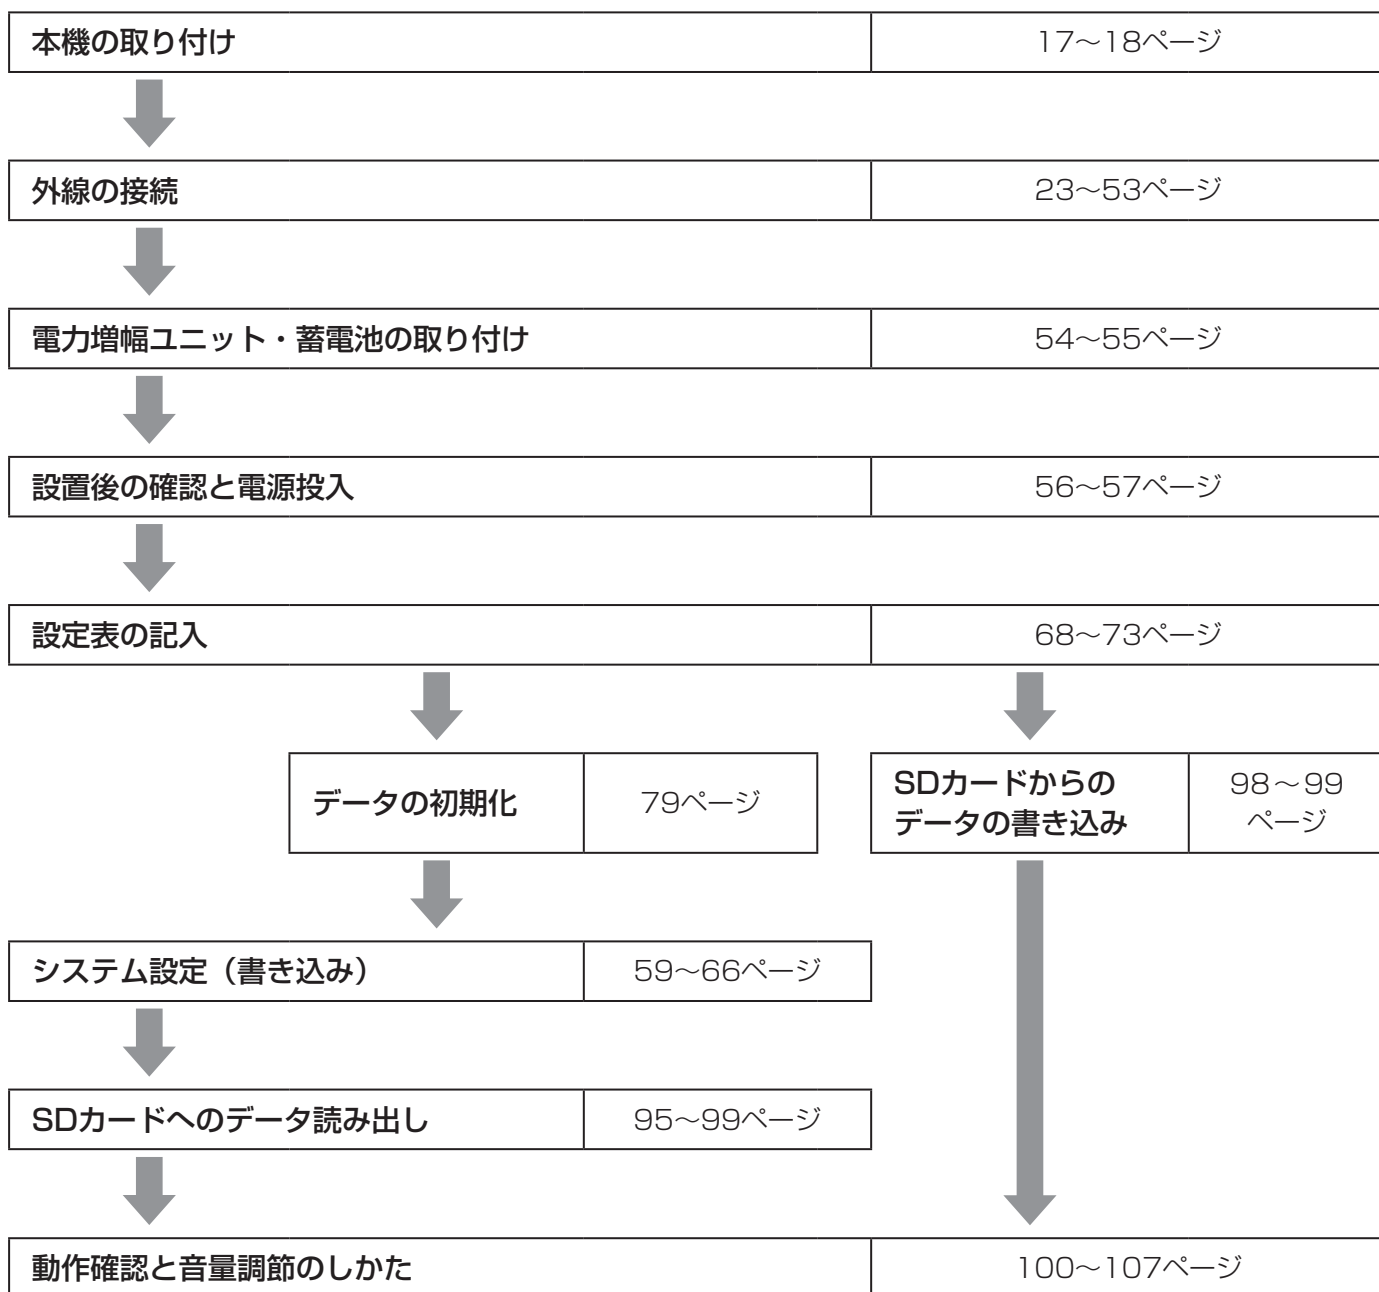 本機の取り付け 17〜18ページ
外線の接続 23〜53ページ
電力増幅ユニット・蓄電池の取り付け 54〜55ページ
設置後の確認と電源投入 56〜57ページ
設定表の記入 68〜73ページ
データの初期化 79ページ
SDカードからの
データの書き込み
98〜99
ページ
システム設定（書き込み） 59〜66ページ
SDカードへのデータ読み出し 95〜99ページ
動作確認と音量調節のしかた 100〜107ページ